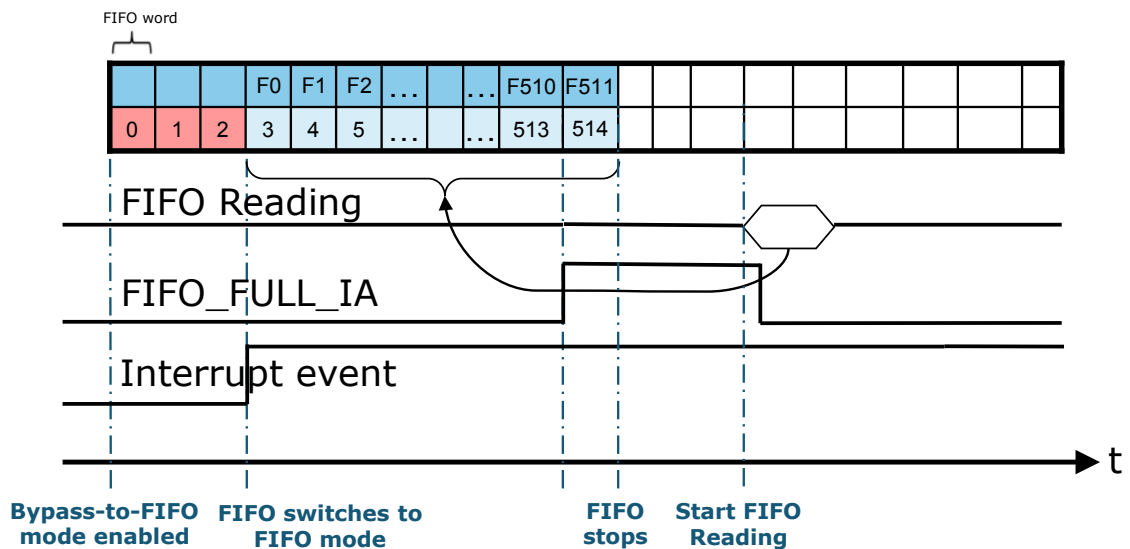 FIFO word
F0 F1 F2 ... ... F510 F511
0 1 2 3 4 5 ... ... 513 514
FIFO Reading
FIFO_FULL_IA
Interrupt event
t
Bypass-to-FIFO
mode enabled
FIFO switches to
FIFO mode
FIFO
stops
Start FIFO
Reading